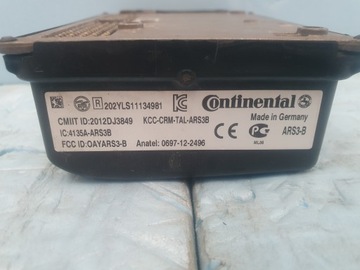 R 202YLS11134981
Continental
CMIIT ID:2012DJ3849 KCC-CRM-TAL-ARS3B
Made in Germany
IC:4135A-ARS3B
ARS3-B
FCC ID:OAYARS3-B Anatel: 0697-12-2496